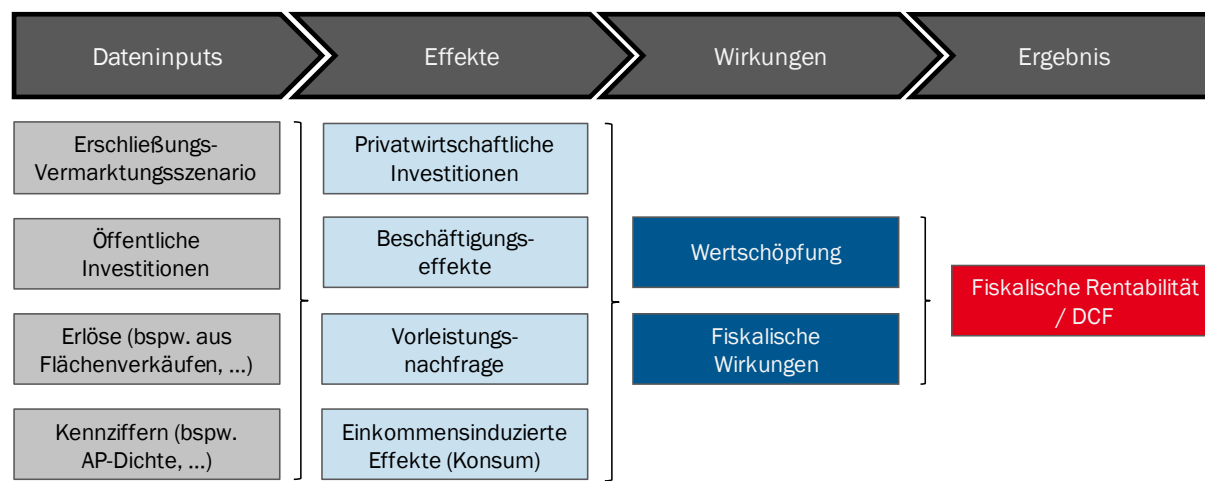 Dateninputs
Effekte
Wirkungen
Ergebnis
Erschließungs-
Vermarktungsszenario
Öffentliche
Investitionen
Erlöse (bspw. aus
Flächenverkäufen, ...)
Kennziffern (bspw.
AP-Dichte, ...)
Privatwirtschaftliche
Investitionen
Beschäftigungs-
effekte
Vorleistungs-
nachfrage
Einkommensinduzierte
Effekte (Konsum)
Wertschöpfung
Fiskalische
Wirkungen
Fiskalische Rentabilität
/ DCF